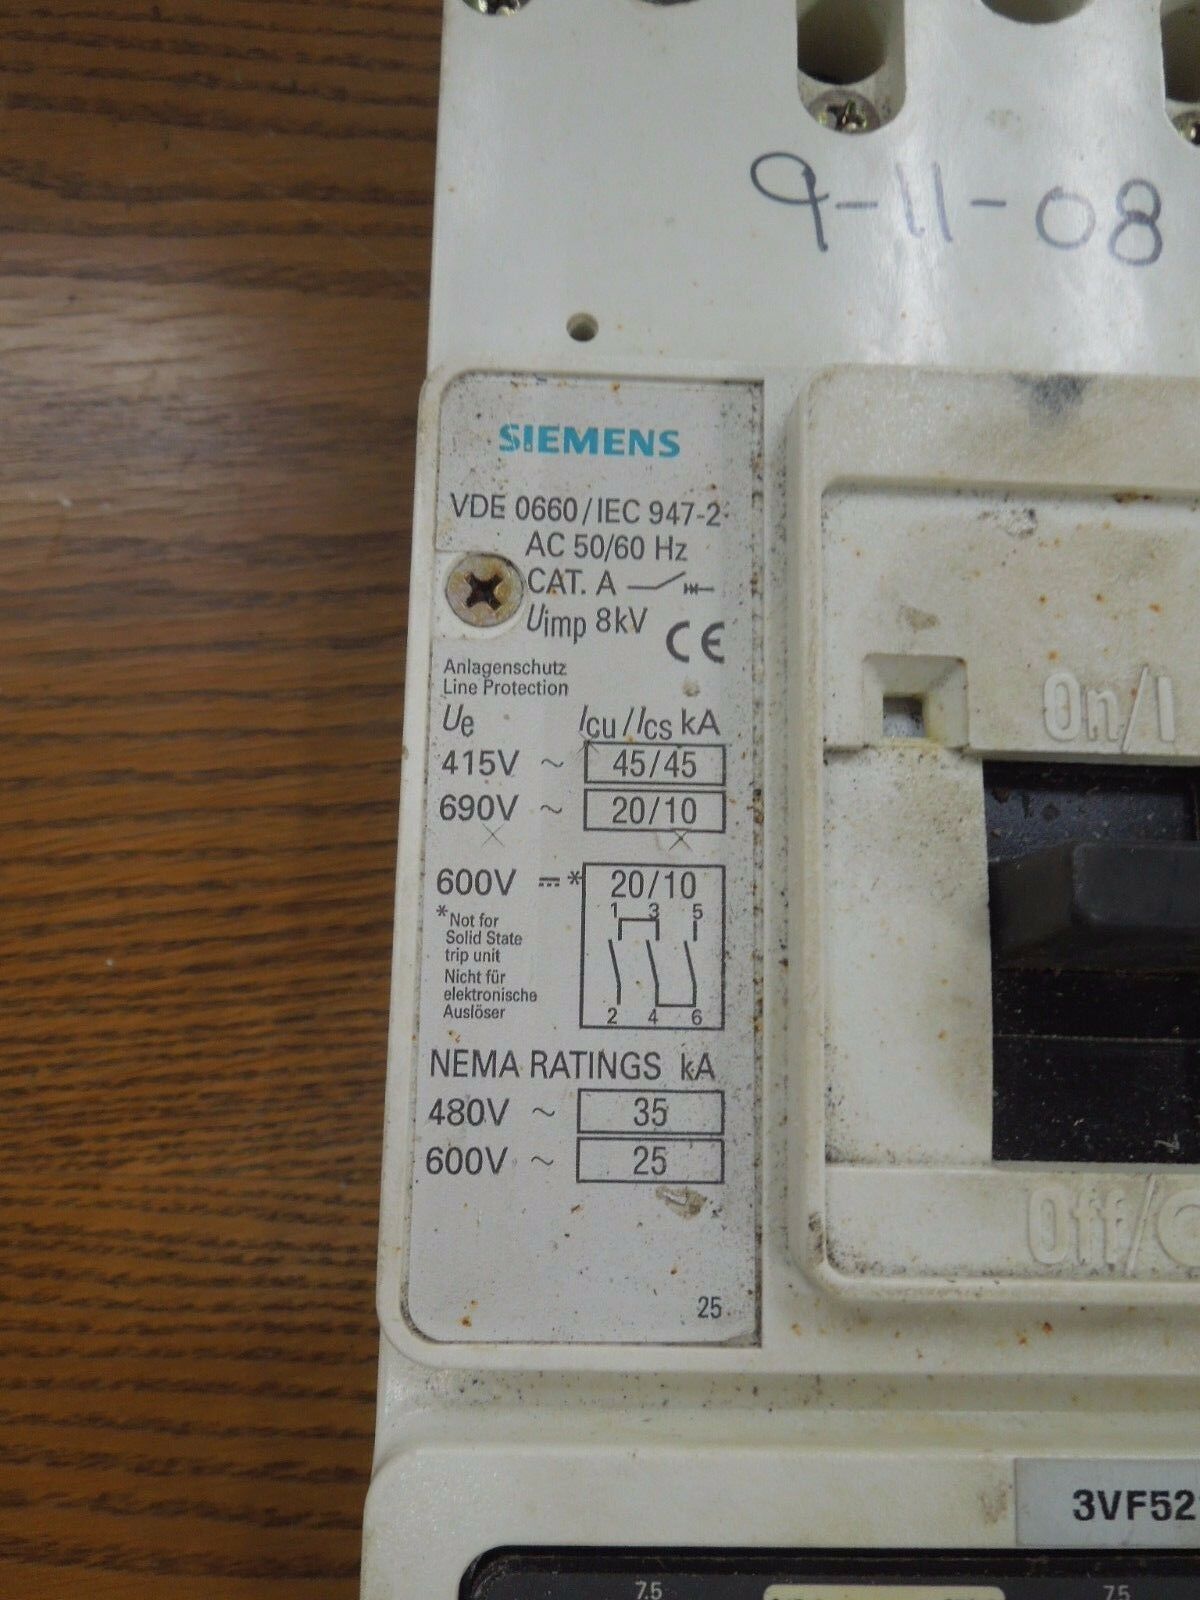 9-11-08
SIEMENS
VDE 0660/IEC 947-2
AC 50/60 Hz
CAT. A
Uimp 8kV CE
Anlagenschutz
Line Protection
Ue Icu/Ics kA
415V ~ 45/45
690V ~ 20/10
600V ⎓* 20/10
1 3 5
*Not for
Solid State
trip unit
Nicht für
elektronische
Auslöser
2 4 6
NEMA RATINGS kA
480V ~ 35
600V ~ 25
25
On/I
Off/O
3VF52
7.5 7.5